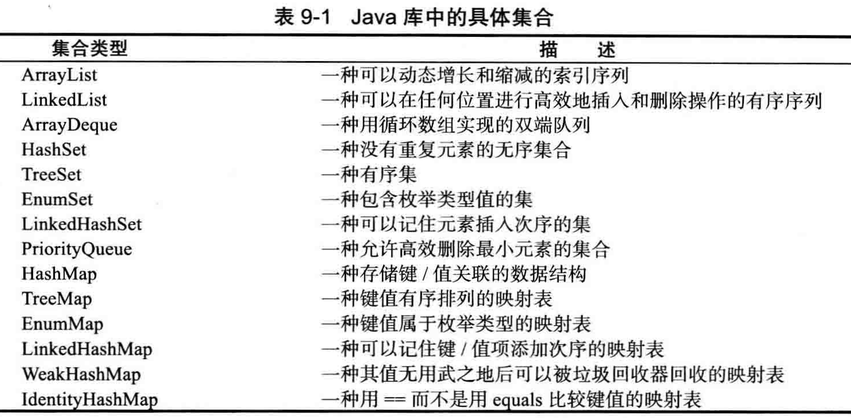 表 9-1 Java 库中的具体集合
集合类型 描 述
ArrayList 一种可以动态增长和缩减的索引序列
LinkedList 一种可以在任何位置进行高效地插入和删除操作的有序序列
ArrayDeque 一种用循环数组实现的双端队列
HashSet 一种没有重复元素的无序集合
TreeSet 一种有序集
EnumSet 一种包含枚举类型值的集
LinkedHashSet 一种可以记住元素插入次序的集
PriorityQueue 一种允许高效删除最小元素的集合
HashMap 一种存储键 / 值关联的数据结构
TreeMap 一种键值有序排列的映射表
EnumMap 一种键值属于枚举类型的映射表
LinkedHashMap 一种可以记住键 / 值项添加次序的映射表
WeakHashMap 一种其值无用武之地后可以被垃圾回收器回收的映射表
IdentityHashMap 一种用 == 而不是用 equals 比较键值的映射表